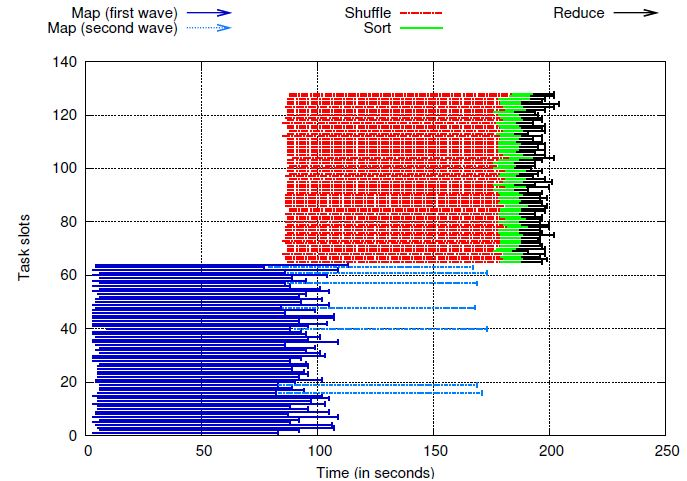 Map (first wave)
Map (second wave)
Shuffle
Sort
Reduce
140
120
100
80
60
40
20
0
Task slots
0 50 100 150 200 250
Time (in seconds)